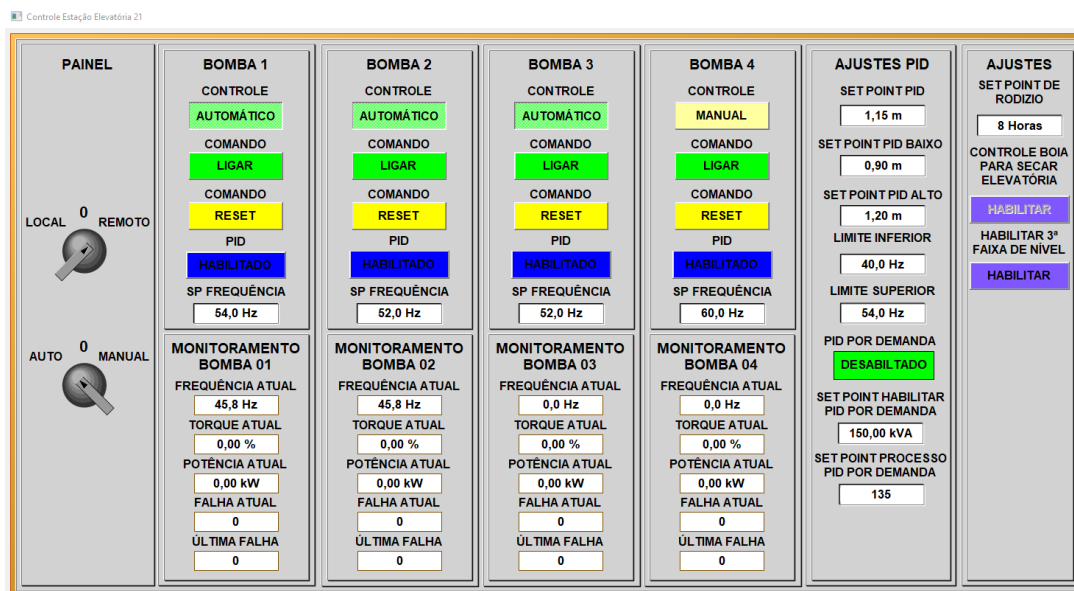 Controle Estação Elevatória 21
PAINEL
LOCAL 0 REMOTO
AUTO 0 MANUAL
BOMBA 1
CONTROLE
AUTOMÁTICO
COMANDO
LIGAR
COMANDO
RESET
PID
HABILITADO
SP FREQUÊNCIA
54,0 Hz
MONITORAMENTO
BOMBA 01
FREQUÊNCIA ATUAL
45,8 Hz
TORQUE ATUAL
0,00 %
POTÊNCIA ATUAL
0,00 kW
FALHA ATUAL
0
ÚLTIMA FALHA
0
BOMBA 2
CONTROLE
AUTOMÁTICO
COMANDO
LIGAR
COMANDO
RESET
PID
HABILITADO
SP FREQUÊNCIA
52,0 Hz
MONITORAMENTO
BOMBA 02
FREQUÊNCIA ATUAL
45,8 Hz
TORQUE ATUAL
0,00 %
POTÊNCIA ATUAL
0,00 kW
FALHA ATUAL
0
ÚLTIMA FALHA
0
BOMBA 3
CONTROLE
AUTOMÁTICO
COMANDO
LIGAR
COMANDO
RESET
PID
HABILITADO
SP FREQUÊNCIA
52,0 Hz
MONITORAMENTO
BOMBA 03
FREQUÊNCIA ATUAL
0,0 Hz
TORQUE ATUAL
0,00 %
POTÊNCIA ATUAL
0,00 kW
FALHA ATUAL
0
ÚLTIMA FALHA
0
BOMBA 4
CONTROLE
MANUAL
COMANDO
LIGAR
COMANDO
RESET
PID
HABILITADO
SP FREQUÊNCIA
60,0 Hz
MONITORAMENTO
BOMBA 04
FREQUÊNCIA ATUAL
0,0 Hz
TORQUE ATUAL
0,00 %
POTÊNCIA ATUAL
0,00 kW
FALHA ATUAL
0
ÚLTIMA FALHA
0
AJUSTES PID
SET POINT PID
1,15 m
SET POINT PID BAIXO
0,90 m
SET POINT PID ALTO
1,20 m
LIMITE INFERIOR
40,0 Hz
LIMITE SUPERIOR
54,0 Hz
PID POR DEMANDA
DESABILTADO
SET POINT HABILITAR
PID POR DEMANDA
150,00 kVA
SET POINT PROCESSO
PID POR DEMANDA
135
AJUSTES
SET POINT DE
RODIZIO
8 Horas
CONTROLE BOIA
PARA SECAR
ELEVATÓRIA
HABILITAR
HABILITAR 3ª
FAIXA DE NÍVEL
HABILITAR